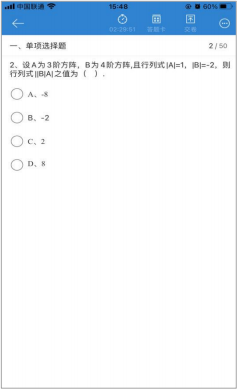 中国联通 15:48 60%
02:28:51 答题卡 交卷
一、单项选择题 2 / 50
2、设A为3阶方阵，B为4阶方阵,且行列式|A|=1，|B|=-2，则
行列式||B|A|之值为（ ）.
A、-8
B、-2
C、2
D、8